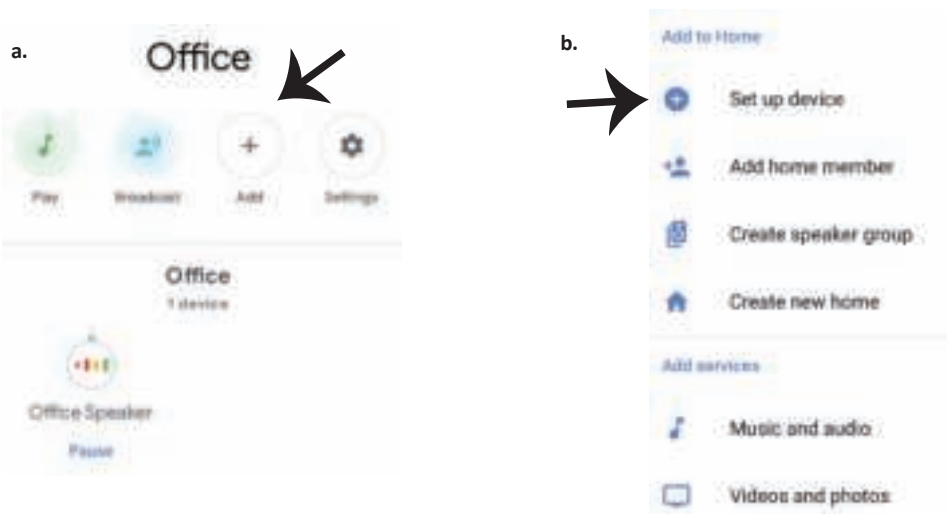 a.
Office
Play Broadcast Add Settings
Office
1 device
Office Speaker
Pause
b.
Add to Home
Set up device
Add home member
Create speaker group
Create new home
Add services
Music and audio
Videos and photos